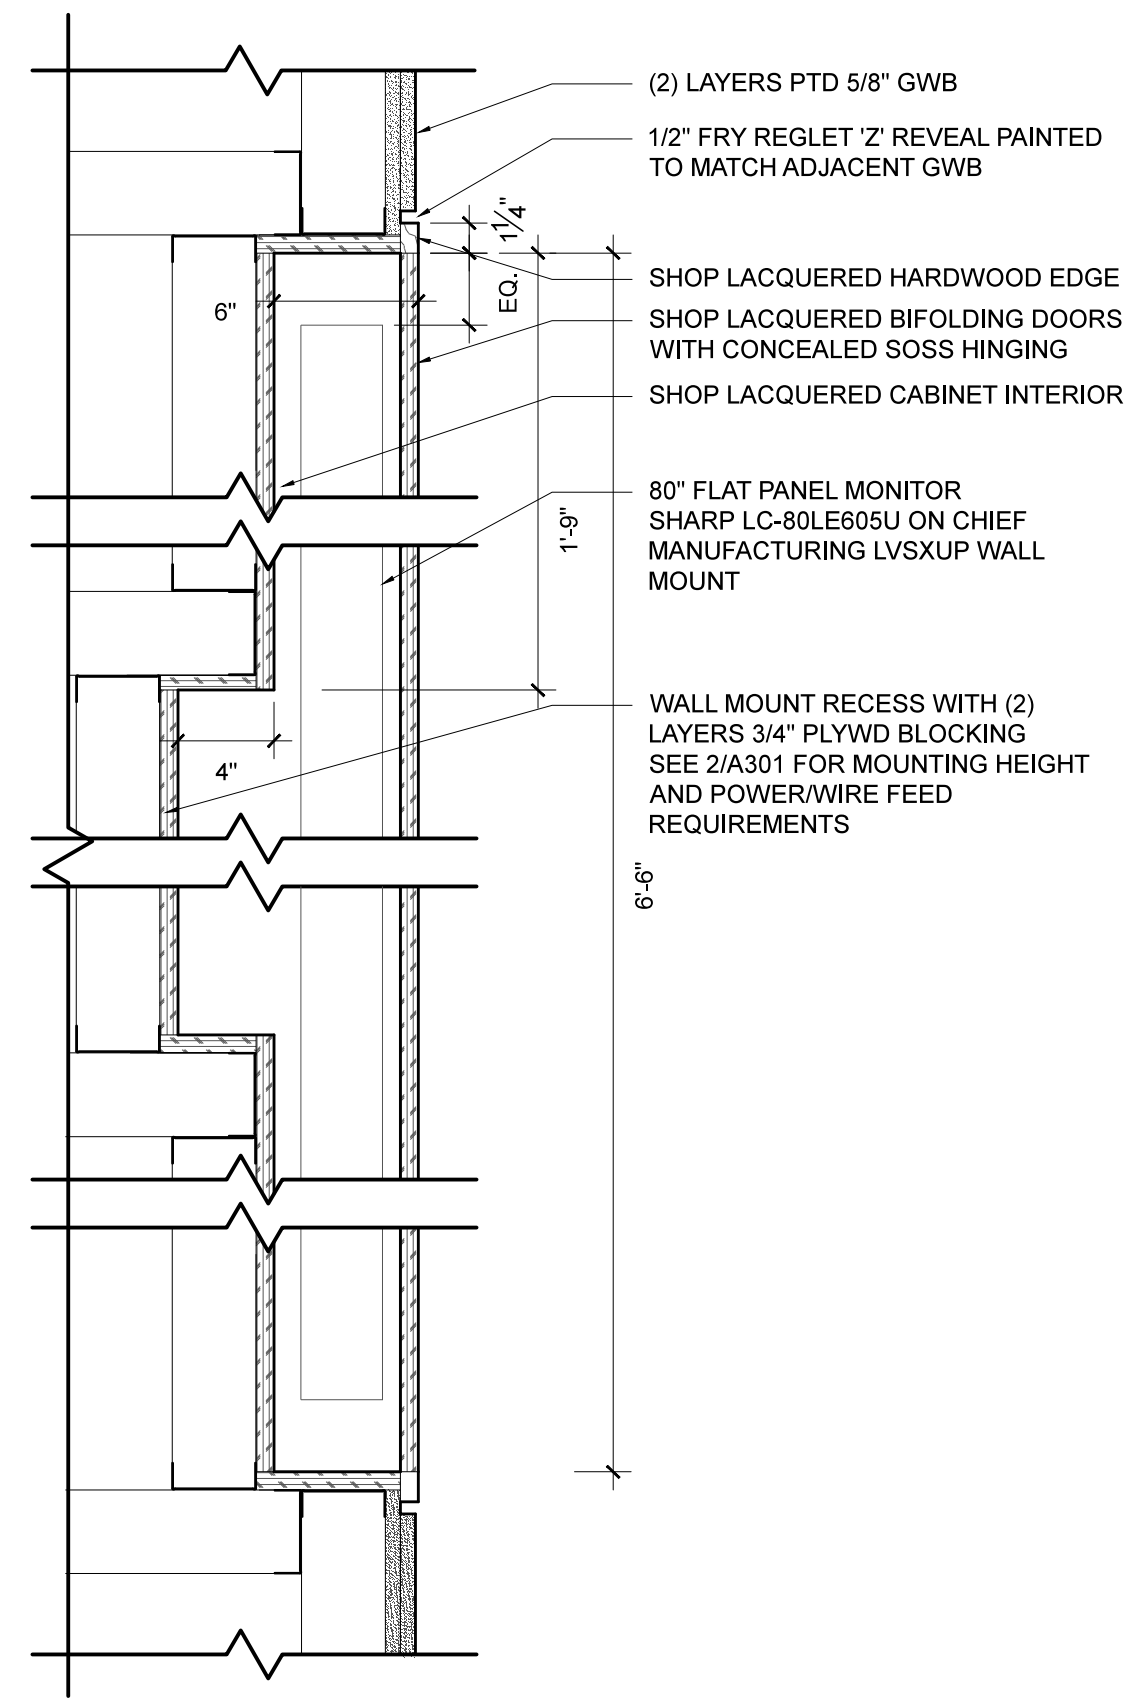 (2) LAYERS PTD 5/8" GWB
1/2" FRY REGLET 'Z' REVEAL PAINTED
TO MATCH ADJACENT GWB
1 1/4"
EQ.
6"
SHOP LACQUERED HARDWOOD EDGE
SHOP LACQUERED BIFOLDING DOORS
WITH CONCEALED SOSS HINGING
SHOP LACQUERED CABINET INTERIOR
80" FLAT PANEL MONITOR
SHARP LC-80LE605U ON CHIEF
MANUFACTURING LVSXUP WALL
MOUNT
1'-9"
WALL MOUNT RECESS WITH (2)
LAYERS 3/4" PLYWD BLOCKING
SEE 2/A301 FOR MOUNTING HEIGHT
AND POWER/WIRE FEED
REQUIREMENTS
4"
6'-6"